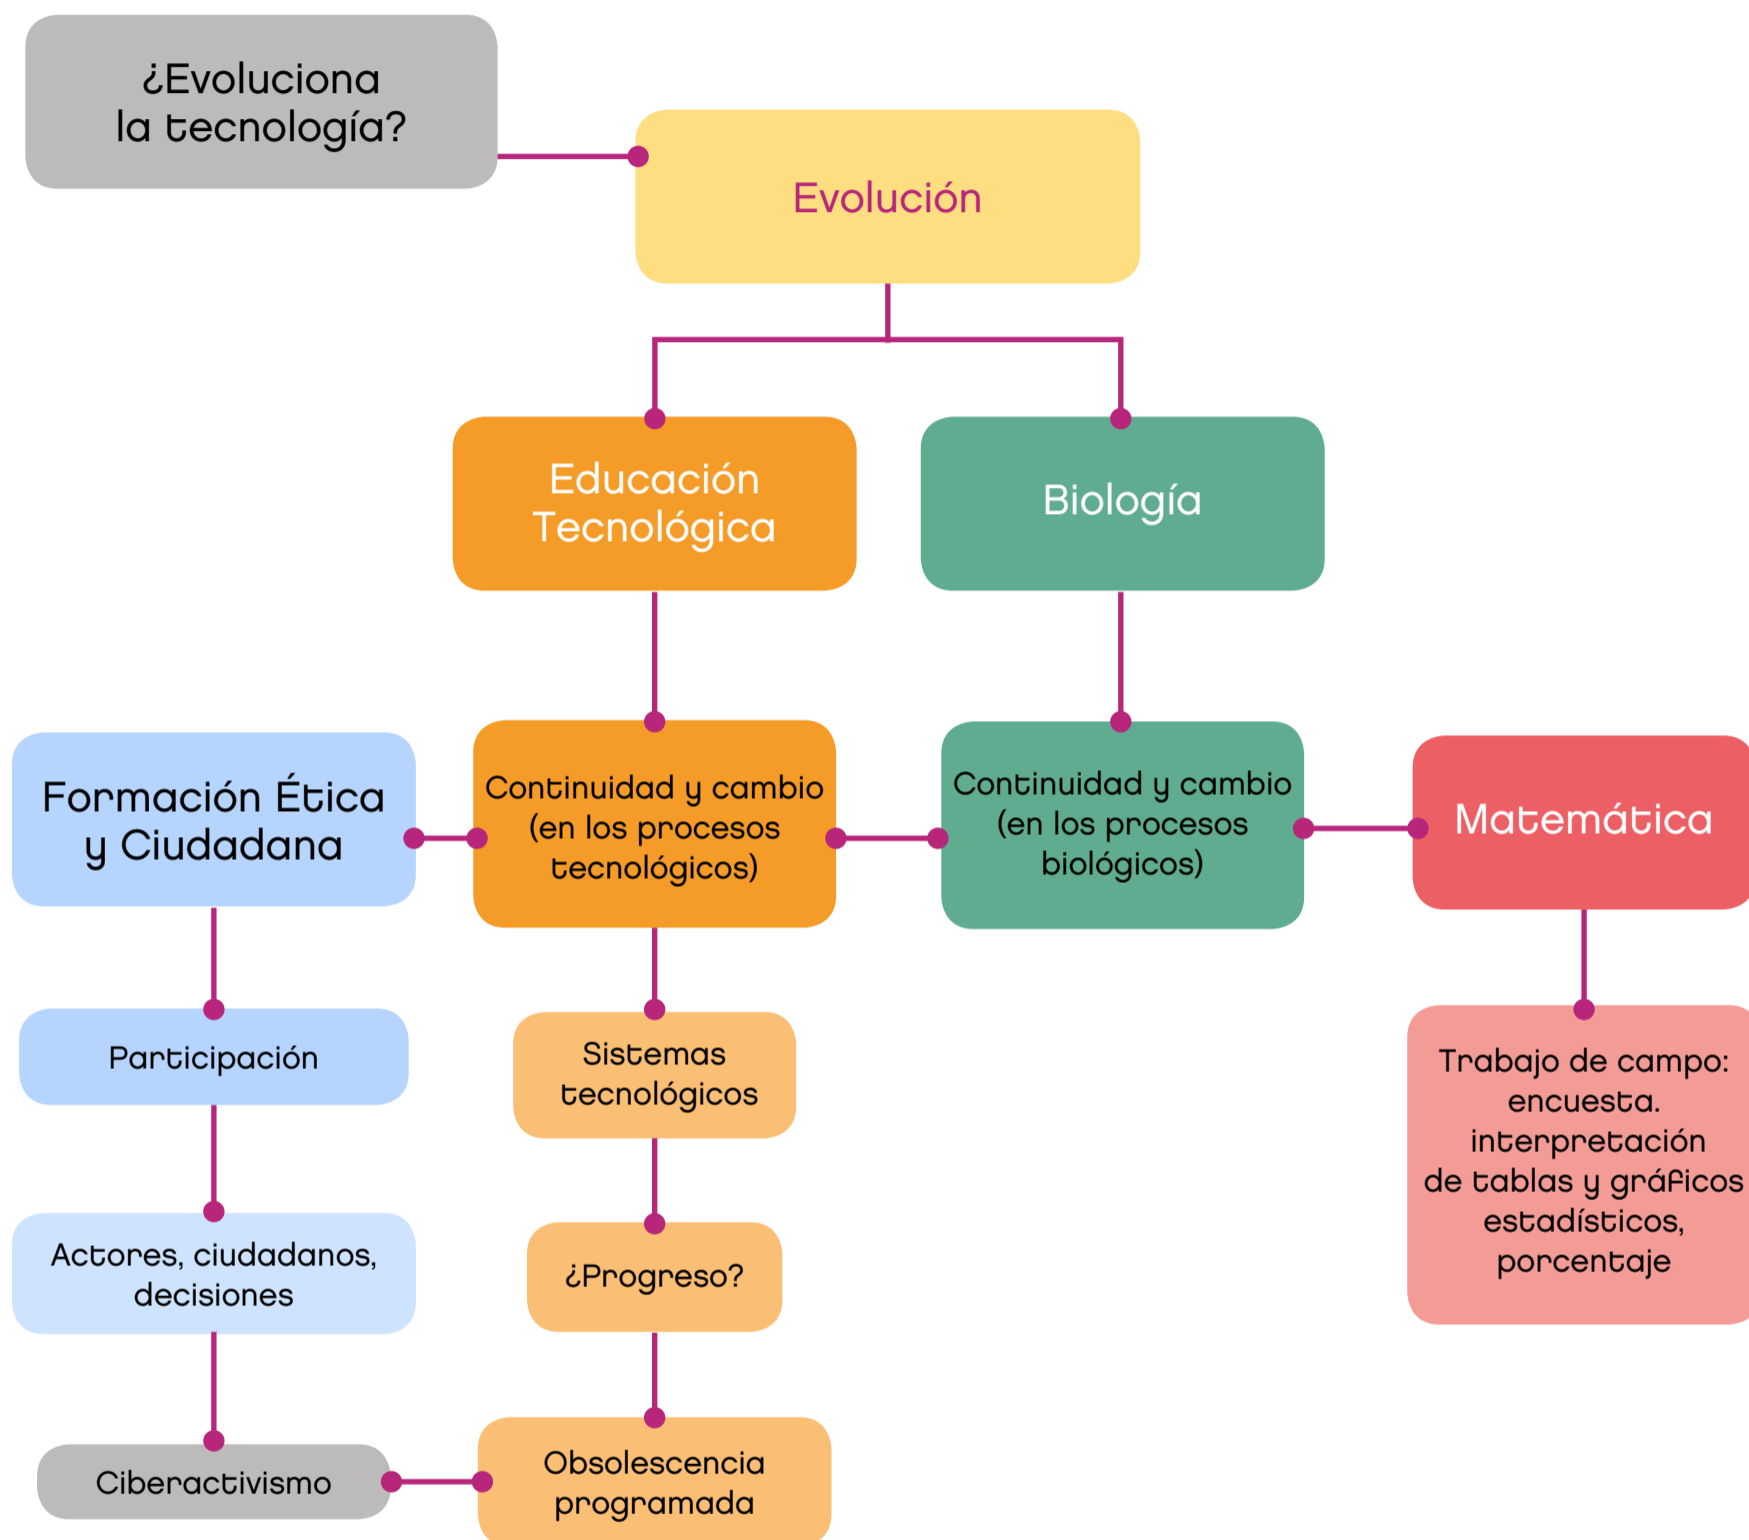 ¿Evoluciona
la tecnología?
Evolución
Educación
Tecnológica
Biología
Formación Ética
y Ciudadana
Continuidad y cambio
(en los procesos
tecnológicos)
Continuidad y cambio
(en los procesos
biológicos)
Matemática
Participación
Sistemas
tecnológicos
Trabajo de campo:
encuesta.
interpretación
de tablas y gráficos
estadísticos,
porcentaje
Actores, ciudadanos,
decisiones
¿Progreso?
Ciberactivismo
Obsolescencia
programada